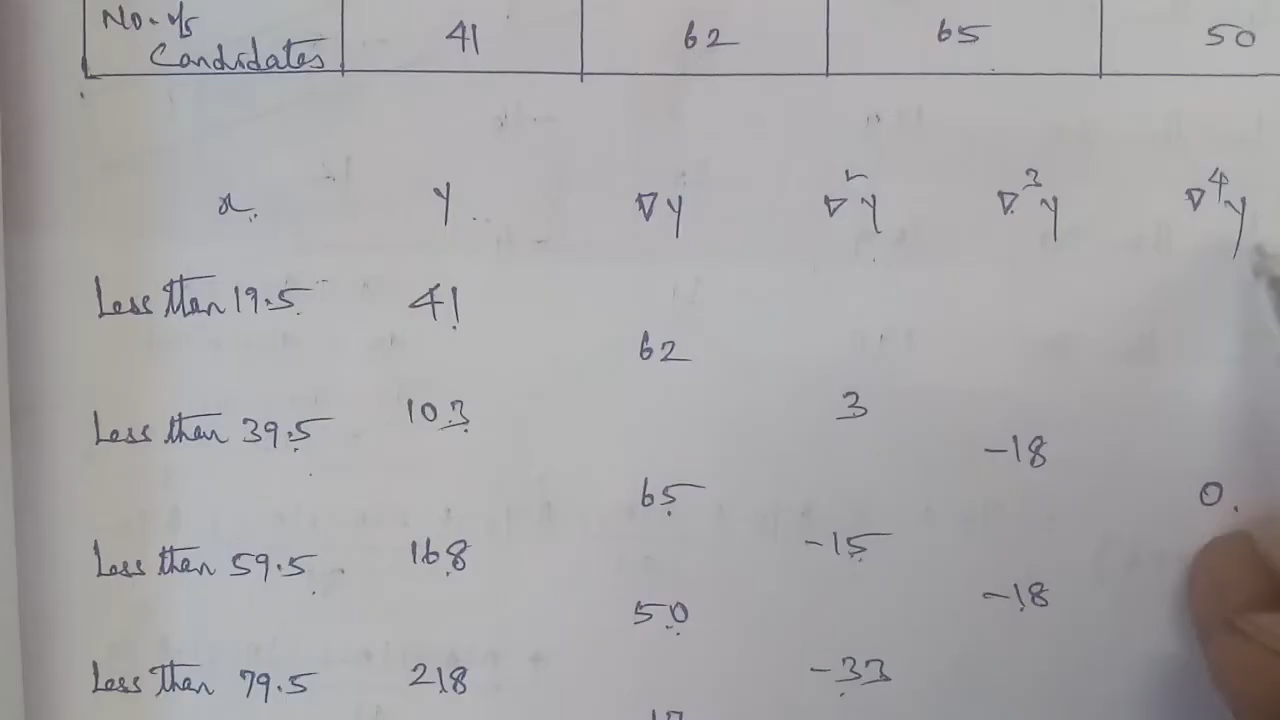 No. of Candidates 41 62 65 50
x y ∇y ∇²y ∇³y ∇⁴y
Less than 19.5 41
62
Less than 39.5 103 3
-18
65 0.
Less than 59.5 168 -15
50 -18
Less than 79.5 218 -33